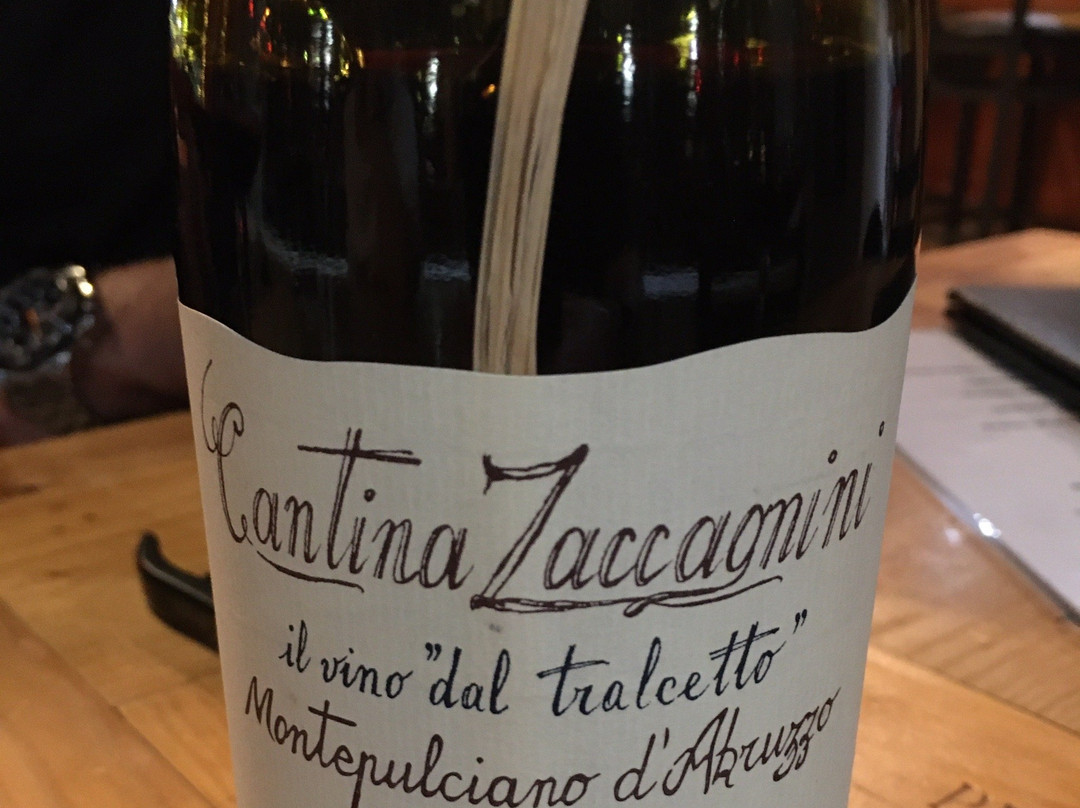 Cantina Zaccagnini
il vino "dal tralcetto"
Montepulciano d'Abruzzo